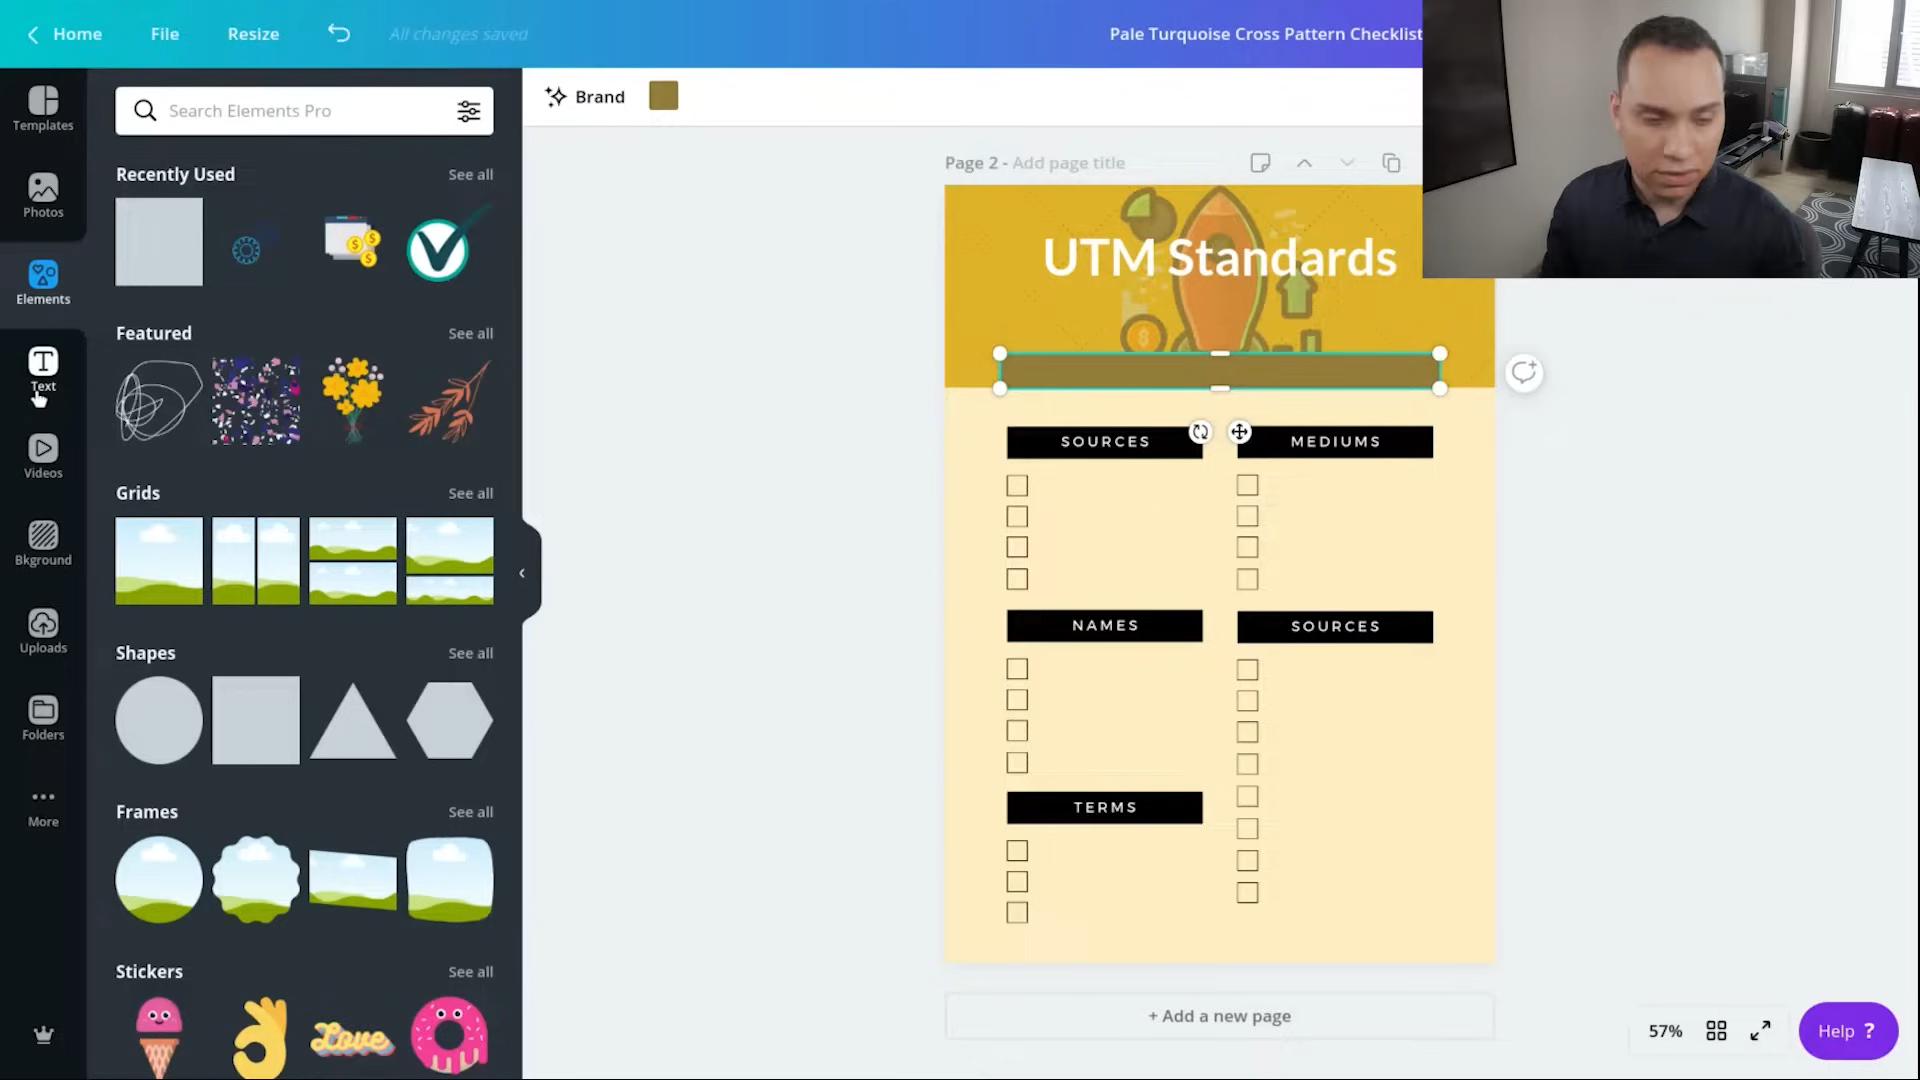 Home File Resize All changes saved Pale Turquoise Cross Pattern Checklist
Templates
Photos
Elements
Text
Videos
Bkground
Uploads
Folders
More
Search Elements Pro
Recently Used See all
Featured See all
Grids See all
Shapes See all
Frames See all
Stickers See all
Love
Brand
Page 2 - Add page title
UTM Standards
SOURCES
MEDIUMS
NAMES
SOURCES
TERMS
+ Add a new page
57%
Help ?